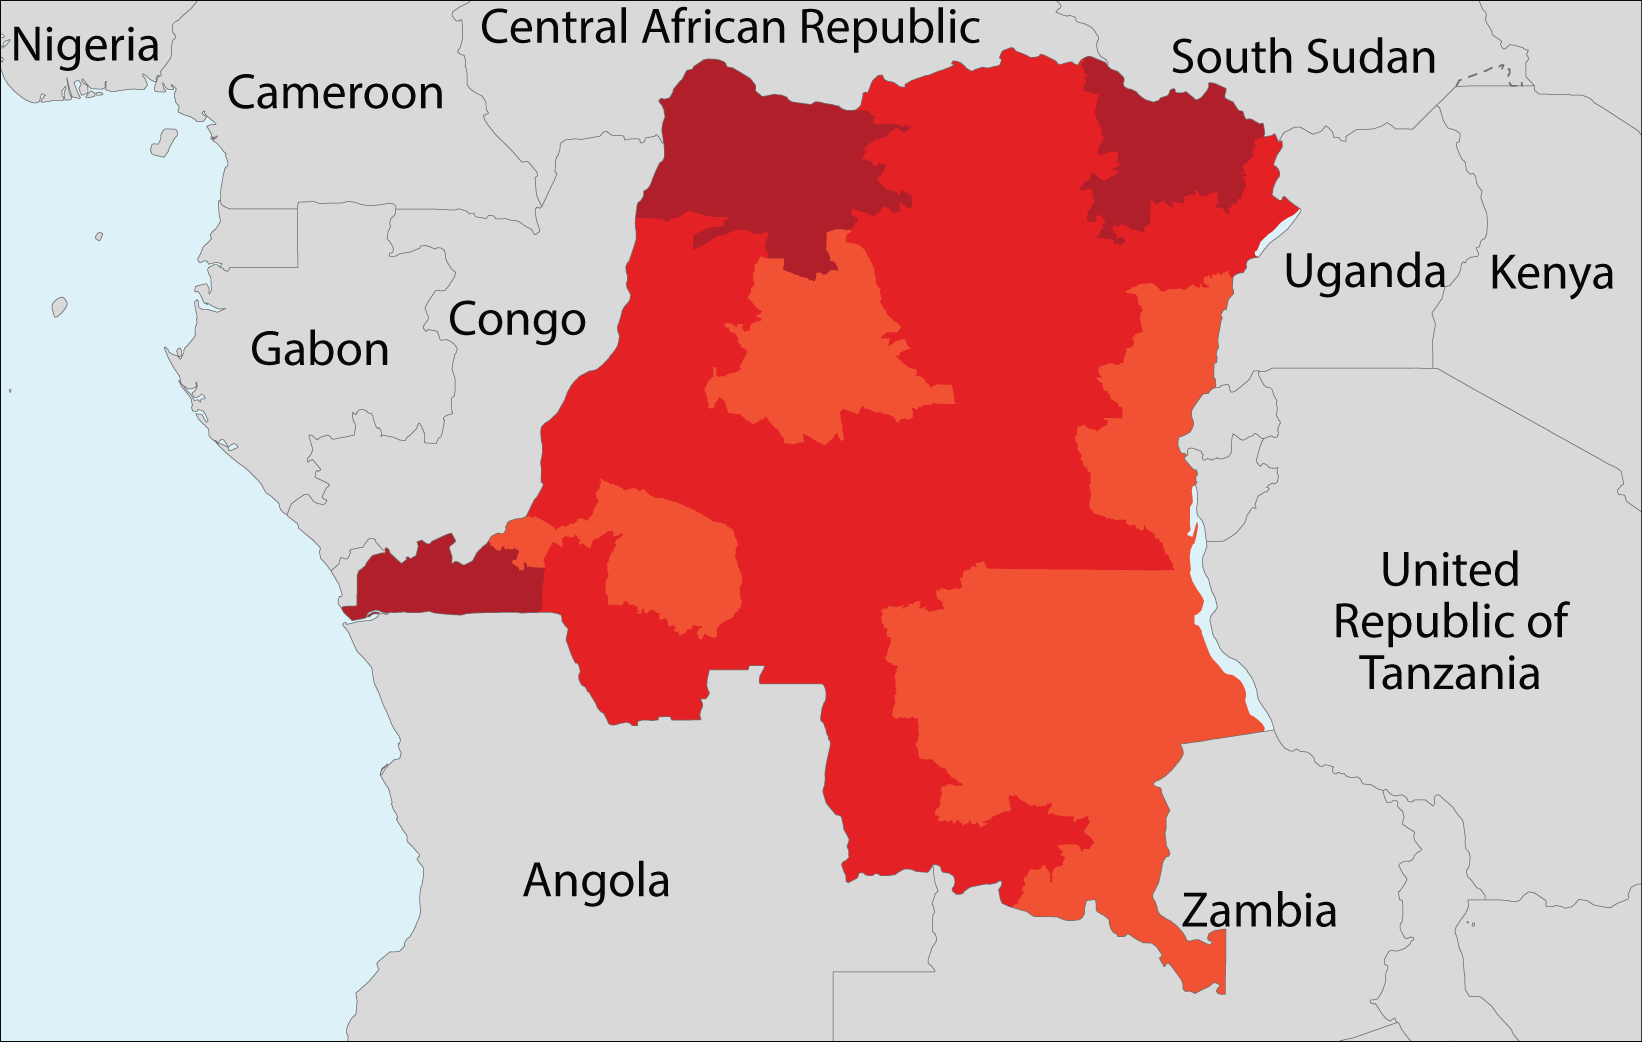 Central African Republic
Nigeria
South Sudan
Cameroon
Uganda
Kenya
Congo
Gabon
United
Republic of
Tanzania
Angola
Zambia